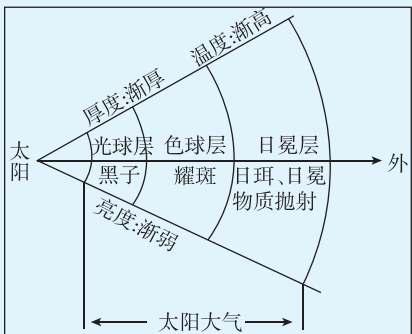 温度:渐高
厚度:渐厚
太阳
光球层
色球层
日冕层
外
黑子
耀斑
日珥、日冕
物质抛射
亮度:渐弱
太阳大气